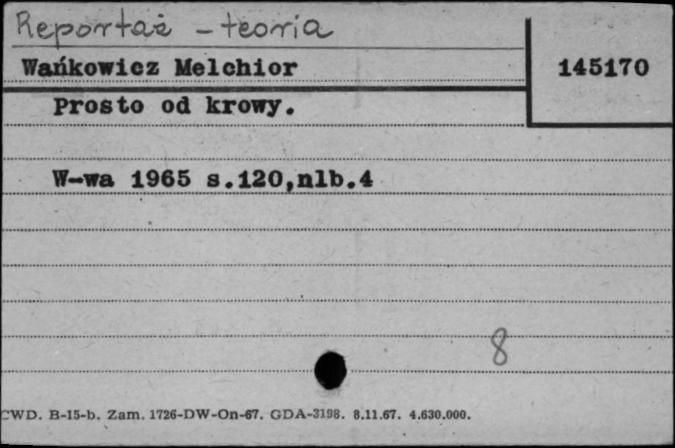 Reportaż - teoria
Wańkowicz Melchior
145170
Prosto od krowy.
W-wa 1965 s.120,nlb.4
8
CWD. B-15-b. Zam. 1726-DW-On-67. GDA-3198. 8.11.67. 4.630.000.